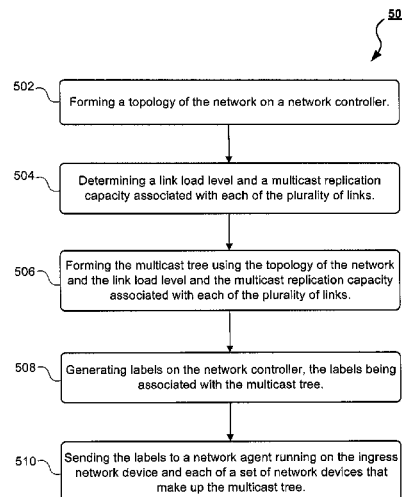 50
502
Forming a topology of the network on a network controller.
504
Determining a link load level and a multicast replication
capacity associated with each of the plurality of links.
506
Forming the multicast tree using the topology of the network
and the link load level and the multicast replication capacity
associated with each of the plurality of links.
508
Generating labels on the network controller, the labels being
associated with the multicast tree.
510
Sending the labels to a network agent running on the ingress
network device and each of a set of network devices that
make up the multicast tree.